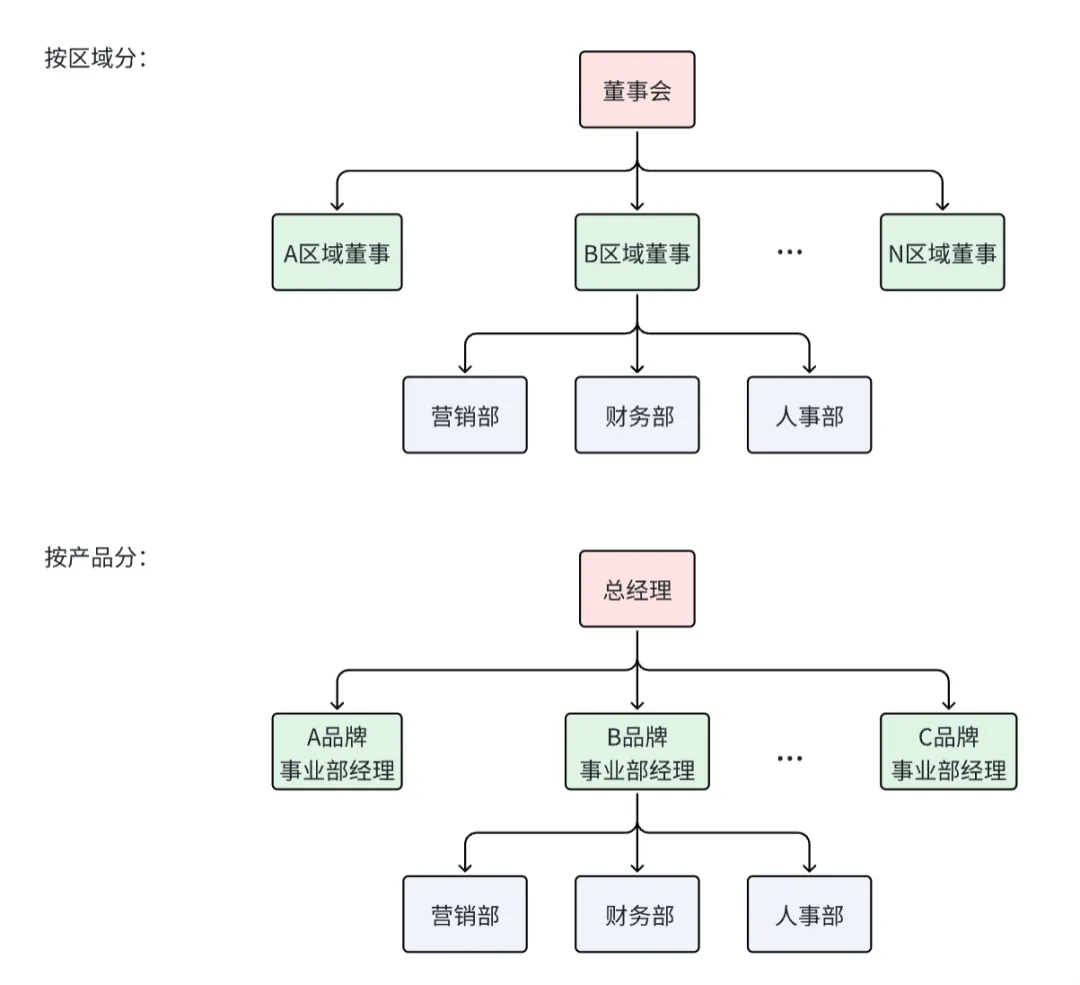 按区域分：
董事会
A区域董事
B区域董事
...
N区域董事
营销部
财务部
人事部
按产品分：
总经理
A品牌
事业部经理
B品牌
事业部经理
...
C品牌
事业部经理
营销部
财务部
人事部